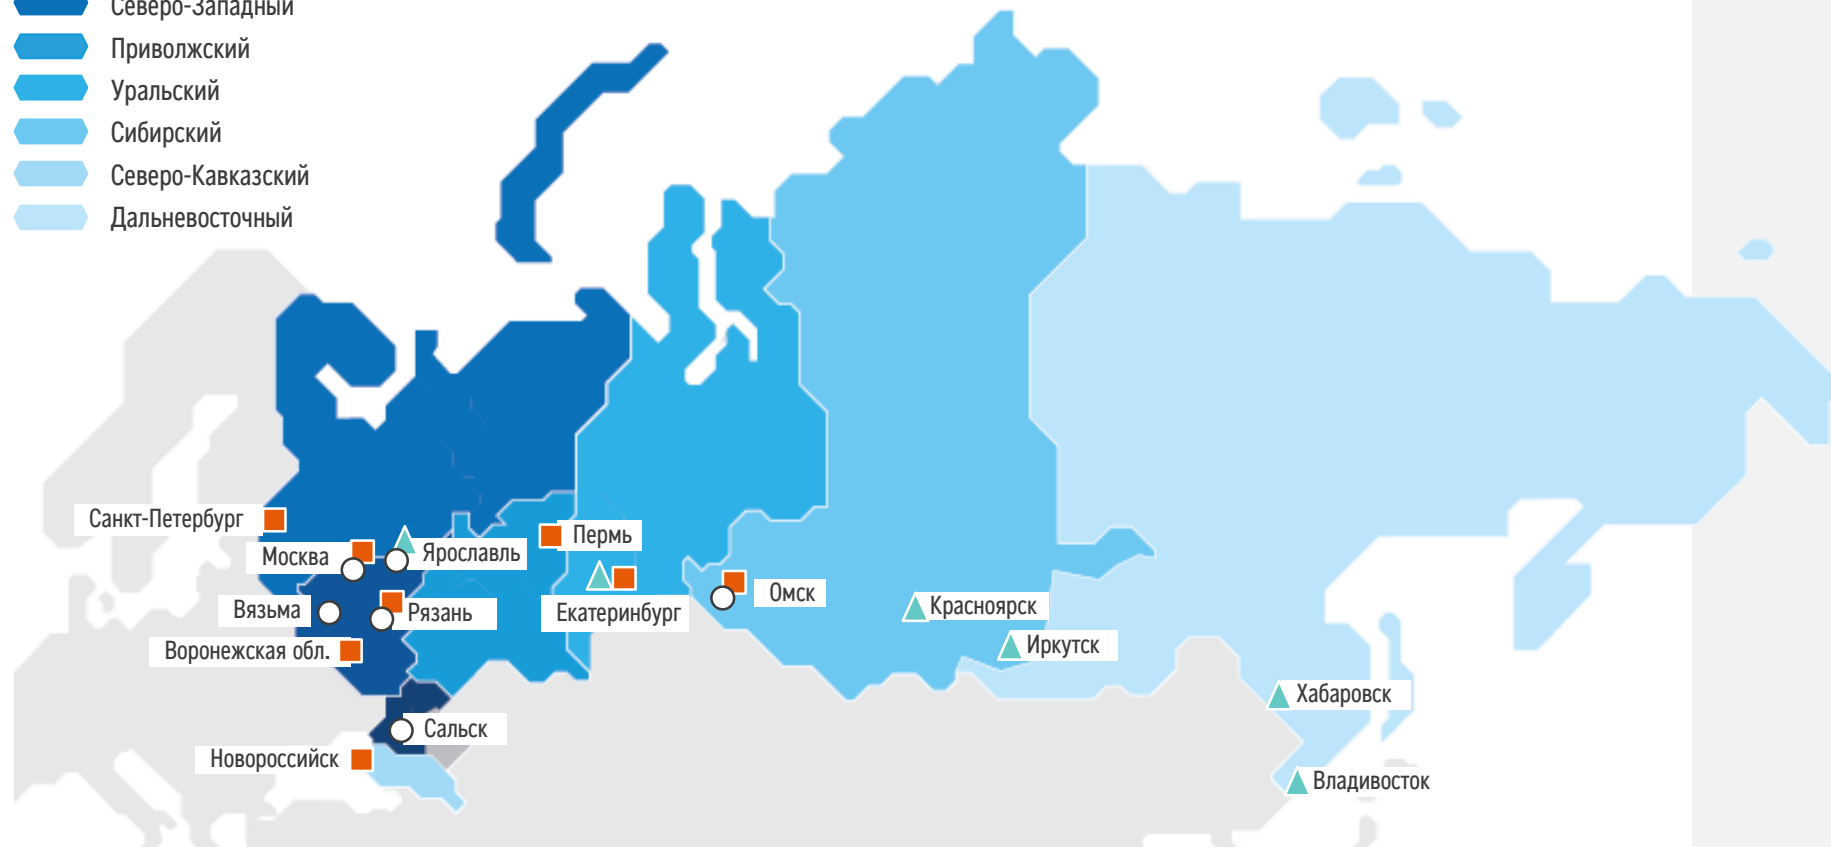 Северо-Западный
Приволжский
Уральский
Сибирский
Северо-Кавказский
Дальневосточный
Санкт-Петербург
Москва
Ярославль
Пермь
Вязьма
Рязань
Екатеринбург
Омск
Красноярск
Воронежская обл.
Иркутск
Хабаровск
Сальск
Новороссийск
Владивосток